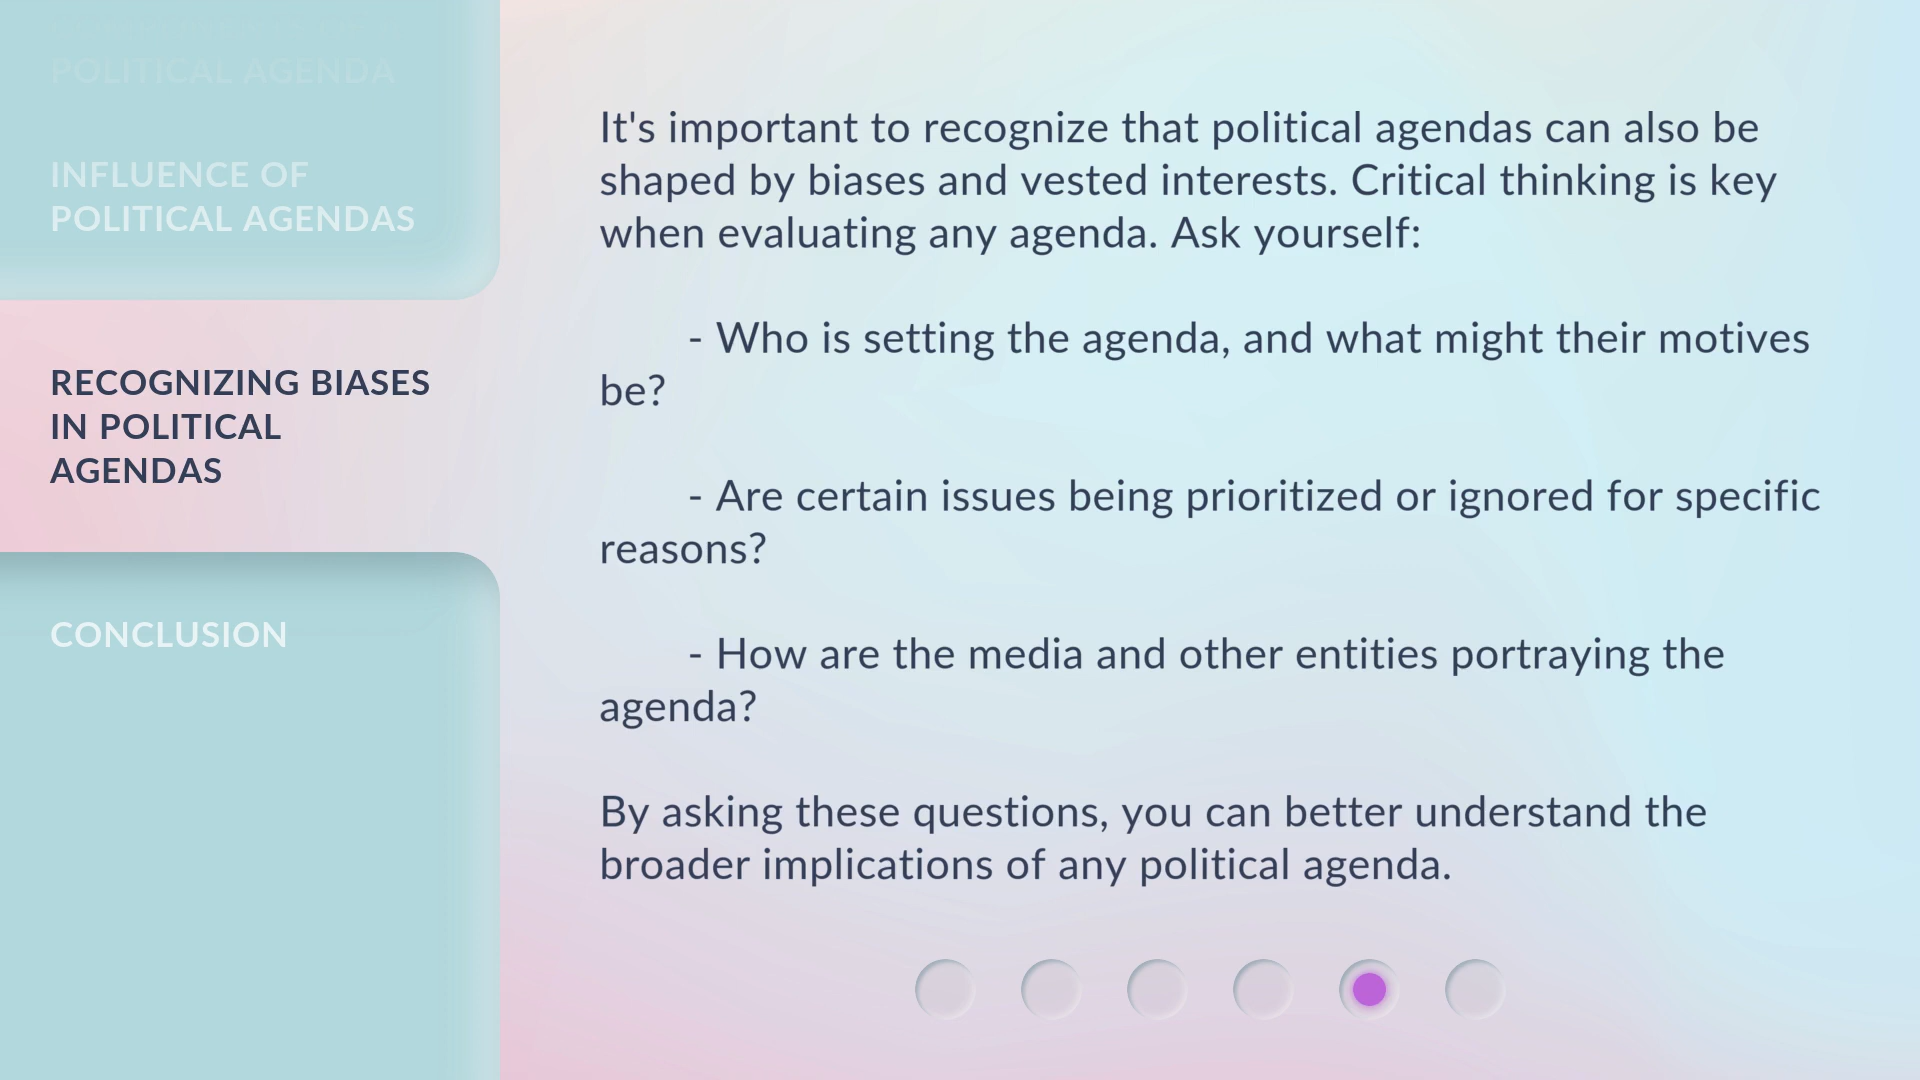 POLITICAL AGENDA
INFLUENCE OF
POLITICAL AGENDAS
RECOGNIZING BIASES
IN POLITICAL
AGENDAS
CONCLUSION
It's important to recognize that political agendas can also be
shaped by biases and vested interests. Critical thinking is key
when evaluating any agenda. Ask yourself:
- Who is setting the agenda, and what might their motives
be?
- Are certain issues being prioritized or ignored for specific
reasons?
- How are the media and other entities portraying the
agenda?
By asking these questions, you can better understand the
broader implications of any political agenda.